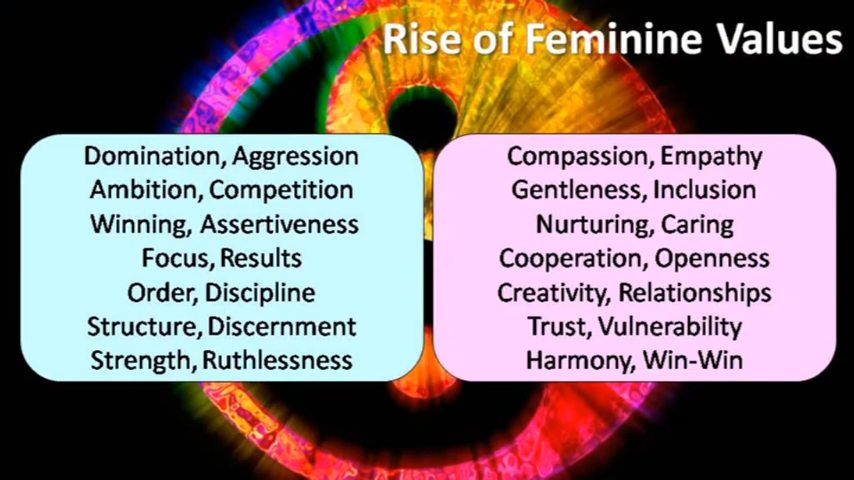 Rise of Feminine Values
Domination, Aggression
Ambition, Competition
Winning, Assertiveness
Focus, Results
Order, Discipline
Structure, Discernment
Strength, Ruthlessness
Compassion, Empathy
Gentleness, Inclusion
Nurturing, Caring
Cooperation, Openness
Creativity, Relationships
Trust, Vulnerability
Harmony, Win-Win